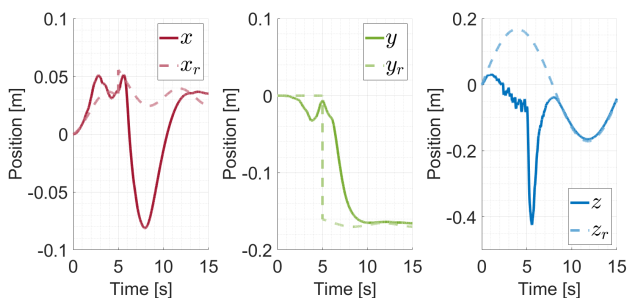 0.1
0.05
0
-0.05
-0.1
Position [m]
0
5
10
15
Time [s]
x
x_r
0.1
0
-0.1
-0.2
Position [m]
0
5
10
15
Time [s]
y
y_r
0.2
0
-0.2
-0.4
Position [m]
0
5
10
15
Time [s]
z
z_r